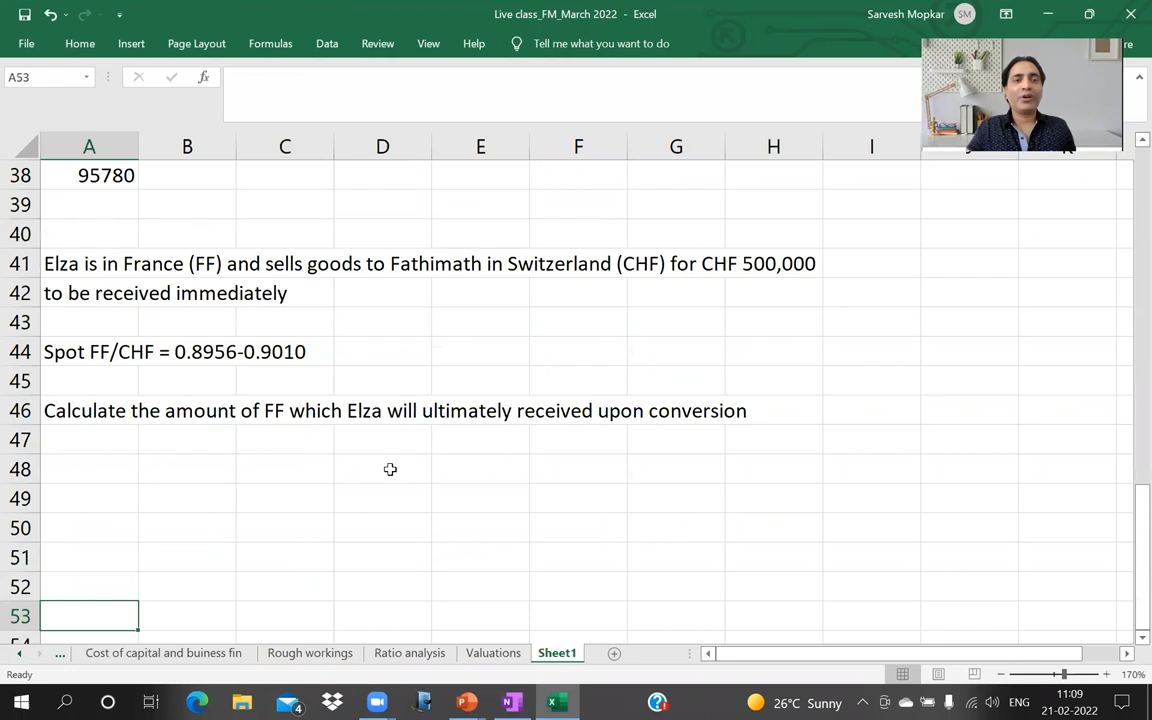 Live class_FM_March 2022 - Excel
Sarvesh Mopkar
SM
File
Home
Insert
Page Layout
Formulas
Data
Review
View
Help
Tell me what you want to do
re
A53
fx
A B C D E F G H I
38 95780
39
40
41 Elza is in France (FF) and sells goods to Fathimath in Switzerland (CHF) for CHF 500,000
42 to be received immediately
43
44 Spot FF/CHF = 0.8956-0.9010
45
46 Calculate the amount of FF which Elza will ultimately received upon conversion
47
48
49
50
51
52
53
... Cost of capital and buiness fin
Rough workings
Ratio analysis
Valuations
Sheet1
Ready
170%
4
26°C Sunny
ENG
11:09
21-02-2022